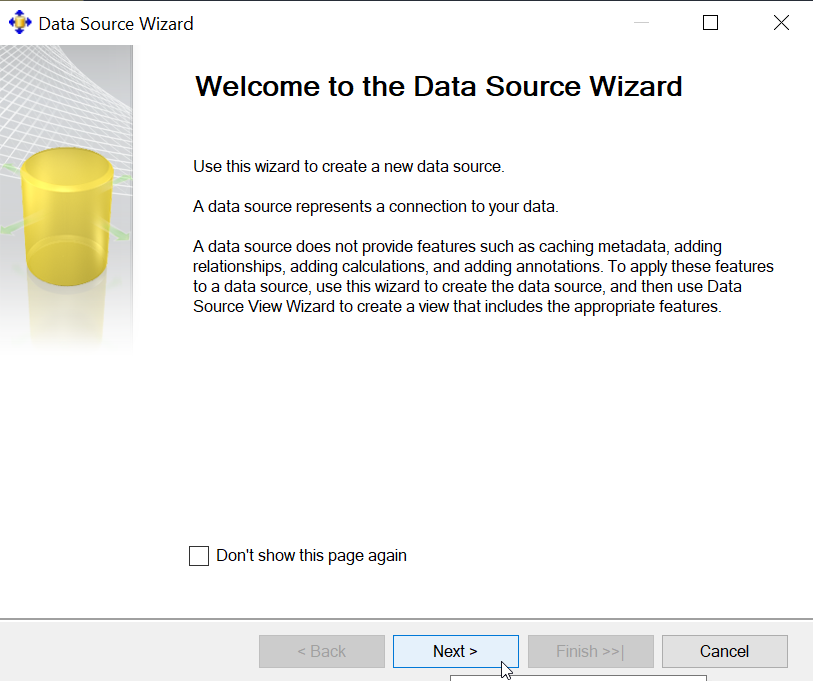 Data Source Wizard
Welcome to the Data Source Wizard
Use this wizard to create a new data source.
A data source represents a connection to your data.
A data source does not provide features such as caching metadata, adding
relationships, adding calculations, and adding annotations. To apply these features
to a data source, use this wizard to create the data source, and then use Data
Source View Wizard to create a view that includes the appropriate features.
Don't show this page again
< Back
Next >
Finish >>|
Cancel